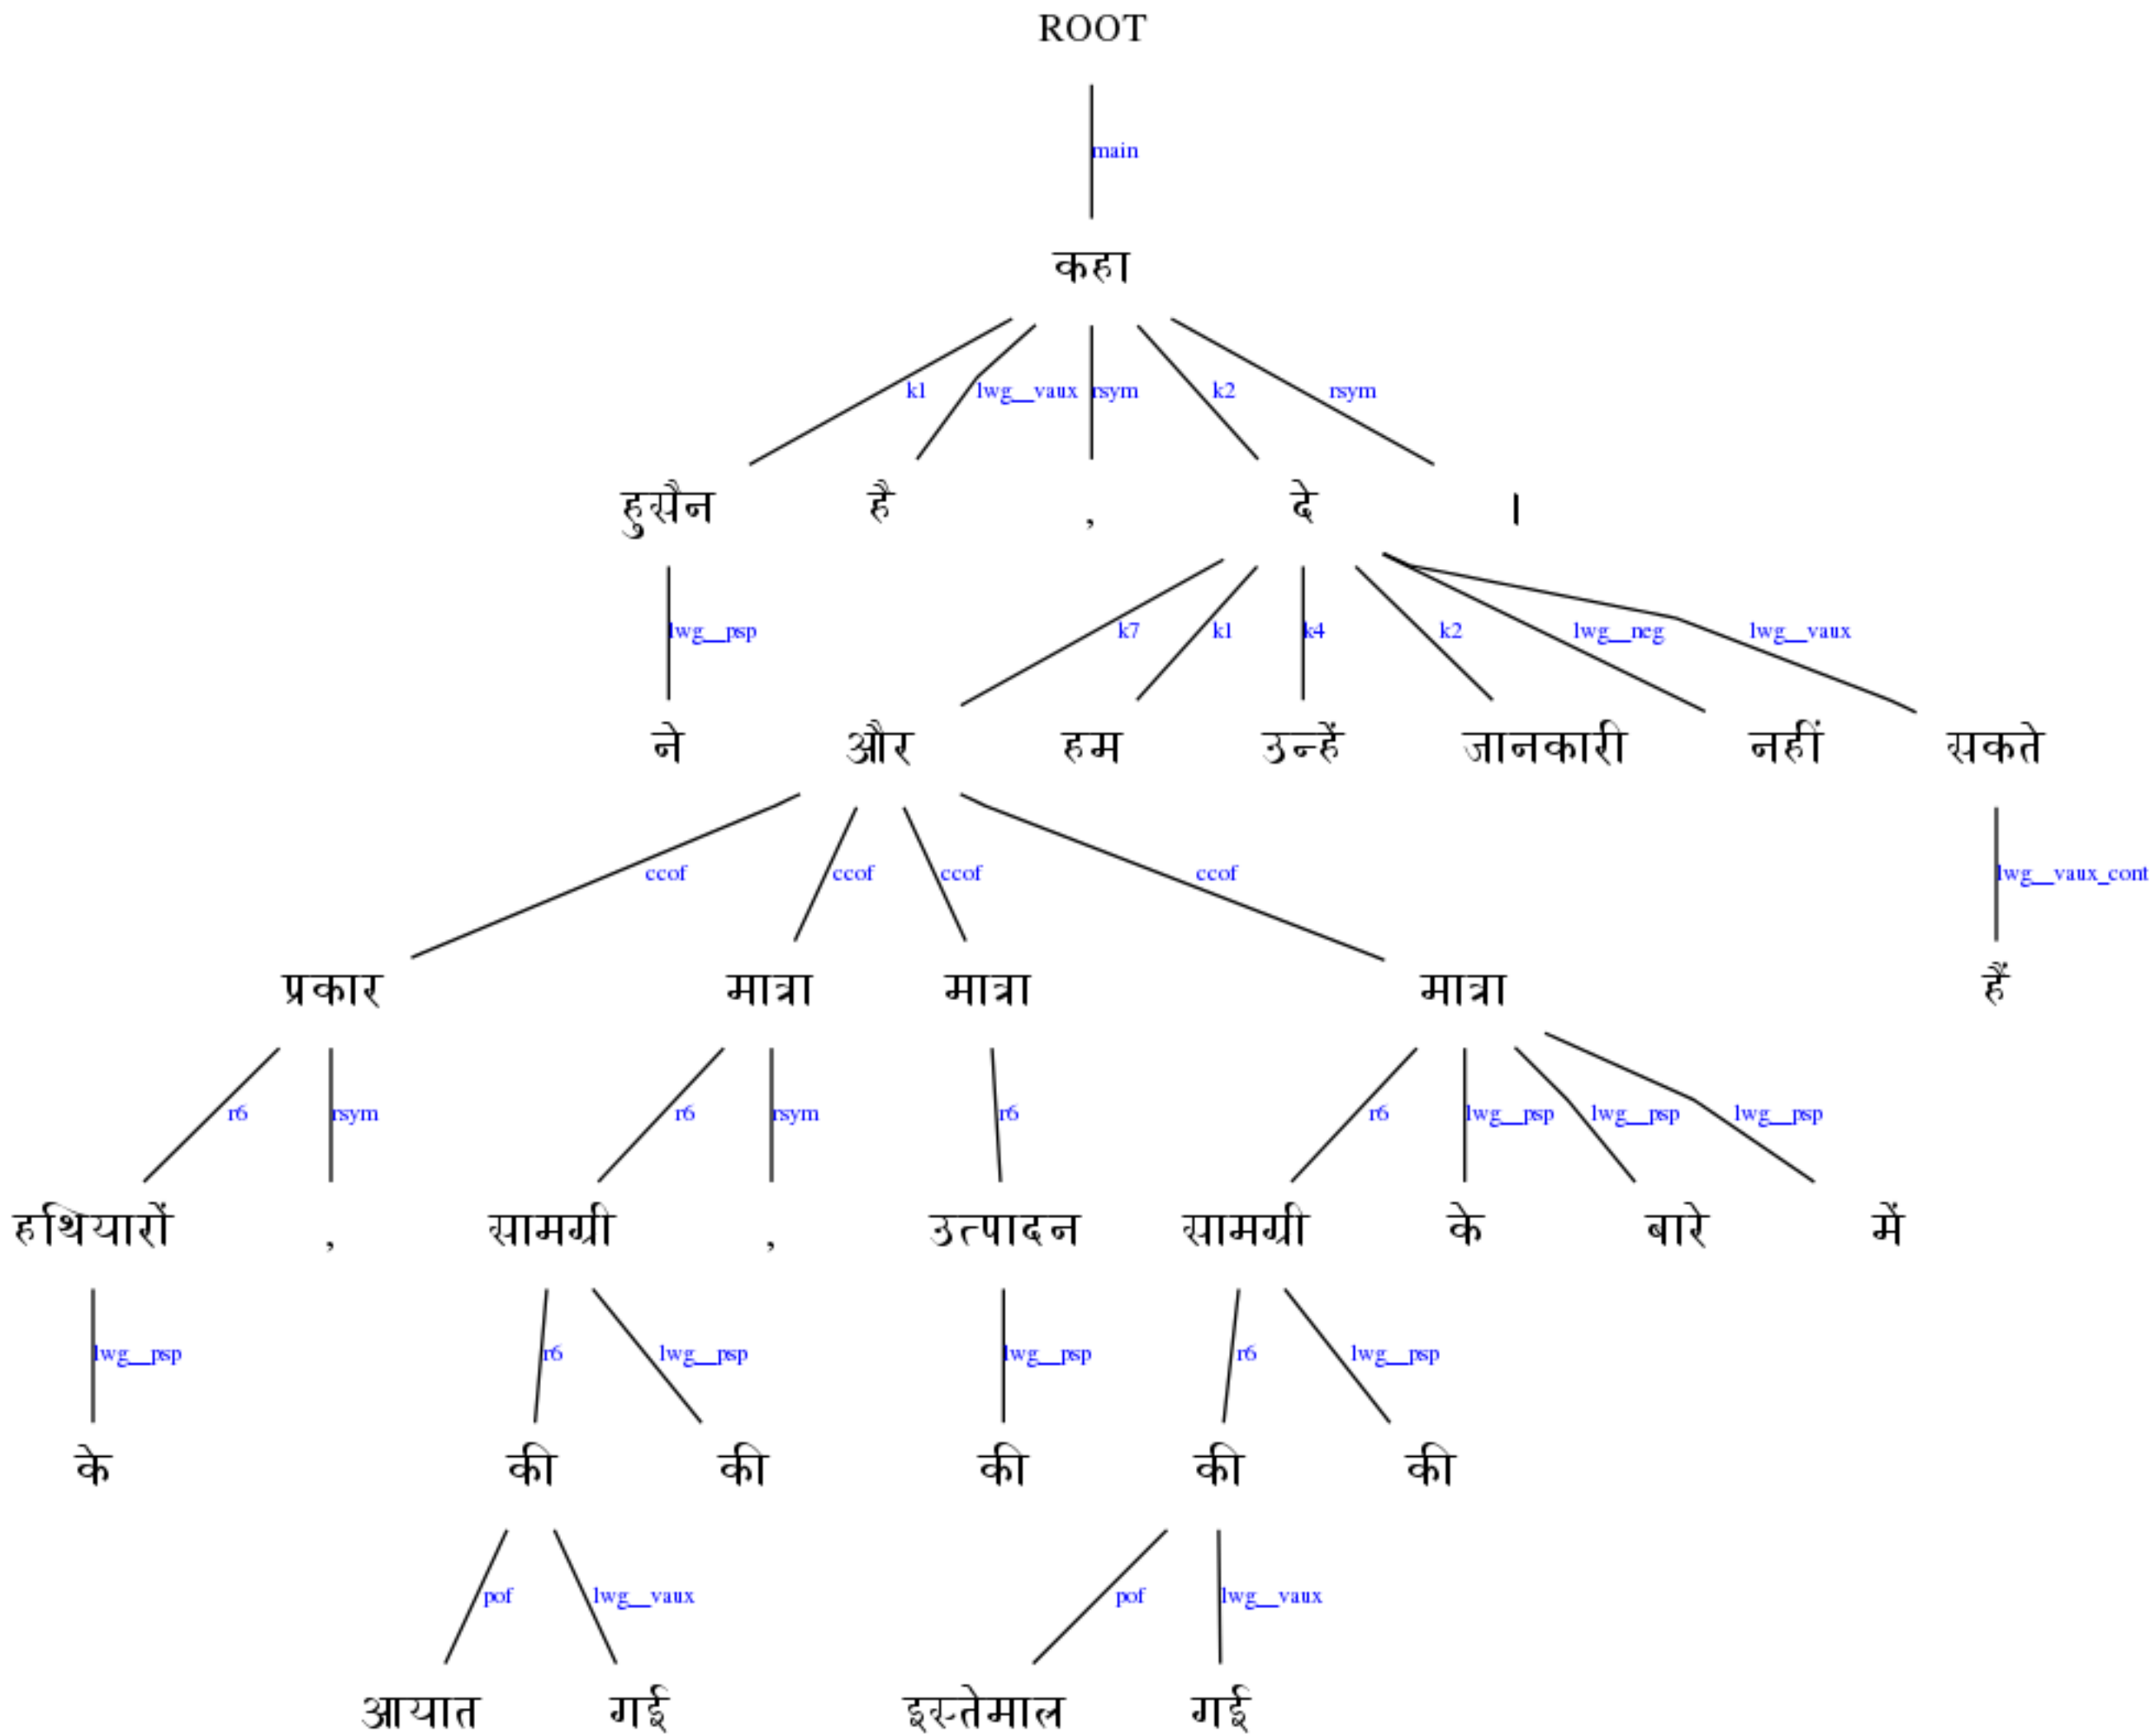 ROOT
main
कहा
k1 lwg__vaux rsym k2 rsym
हुसैन है , दे ।
lwg__psp k7 k1 k4 k2 lwg__neg lwg__vaux
ने और हम उन्हें जानकारी नहीं सकते
ccof ccof ccof ccof lwg__vaux_cont
प्रकार मात्रा मात्रा मात्रा हैं
r6 rsym r6 rsym r6 r6 lwg__psp lwg__psp lwg__psp
हथियारों , सामग्री , उत्पादन सामग्री के बारे में
lwg__psp r6 lwg__psp lwg__psp r6 lwg__psp
के की की की की की
pof lwg__vaux pof lwg__vaux
आयात गई इस्तेमाल गई